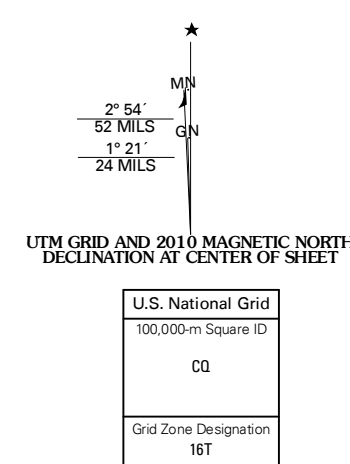 MN
2° 54´
52 MILS
GN
1° 21´
24 MILS
UTM GRID AND 2010 MAGNETIC NORTH
DECLINATION AT CENTER OF SHEET
U.S. National Grid
100,000-m Square ID
CQ
Grid Zone Designation
16T